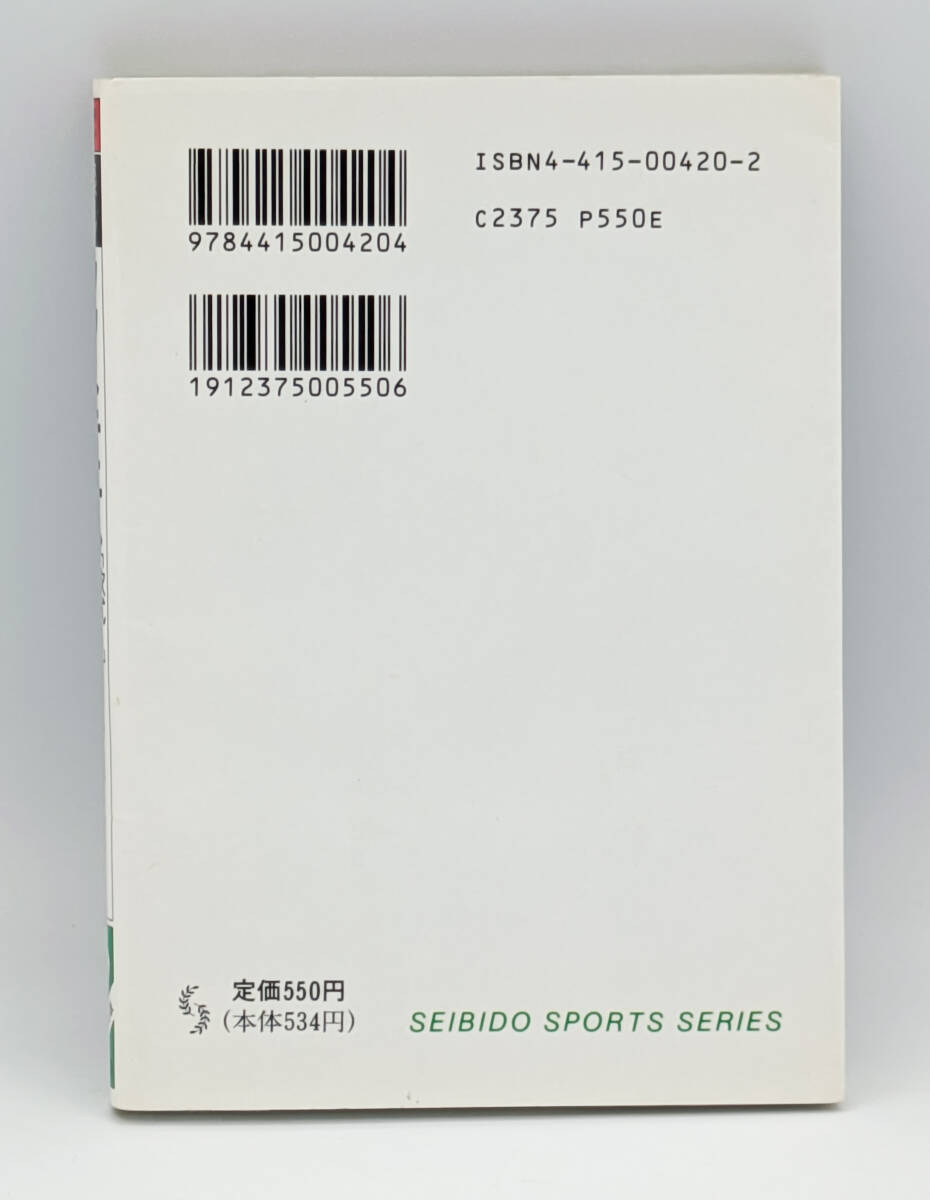 ISBN4-415-00420-2
C2375 P550E
9784415004204
1912375005506
定価550円
(本体534円)
SEIBIDO SPORTS SERIES